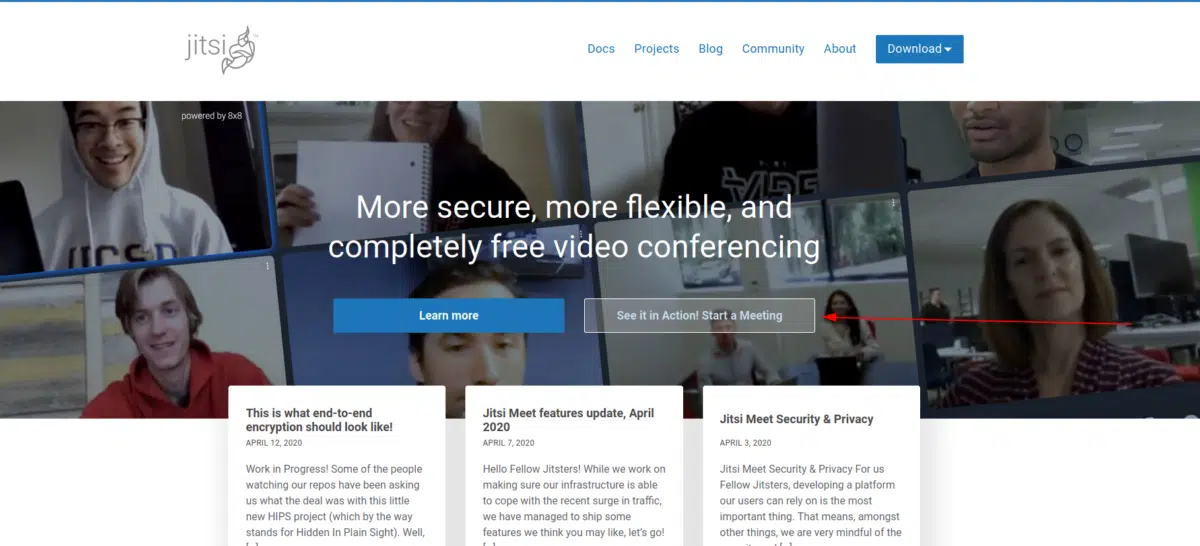 jitsi
Docs Projects Blog Community About Download
powered by 8x8
More secure, more flexible, and
completely free video conferencing
Learn more
See it in Action! Start a Meeting
This is what end-to-end
encryption should look like!
APRIL 12, 2020
Work in Progress! Some of the people
watching our repos have been asking
us what the deal was with this little
new HIPS project (which by the way
stands for Hidden In Plain Sight). Well,
Jitsi Meet features update, April
2020
APRIL 7, 2020
Hello Fellow Jitsters! While we work on
making sure our infrastructure is able
to cope with the recent surge in traffic,
we have managed to ship some
features we think you may like, let's go!
Jitsi Meet Security & Privacy
APRIL 3, 2020
Jitsi Meet Security & Privacy For us
Fellow Jitsters, developing a platform
our users can rely on is the most
important thing. That means, amongst
other things, we are very mindful of the